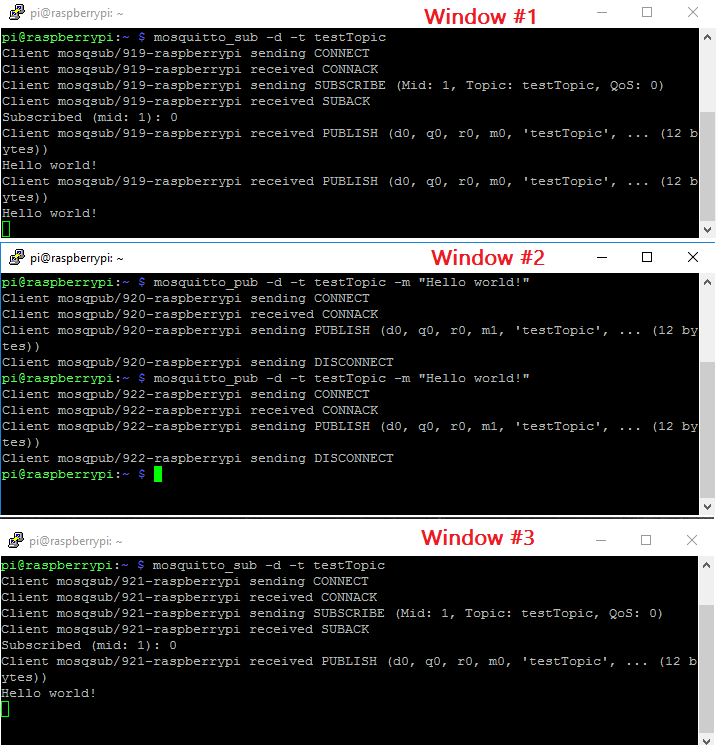 pi@raspberrypi: ~
Window #1
pi@raspberrypi:~ $ mosquitto_sub -d -t testTopic
Client mosqsub/919-raspberrypi sending CONNECT
Client mosqsub/919-raspberrypi received CONNACK
Client mosqsub/919-raspberrypi sending SUBSCRIBE (Mid: 1, Topic: testTopic, QoS: 0)
Client mosqsub/919-raspberrypi received SUBACK
Subscribed (mid: 1): 0
Client mosqsub/919-raspberrypi received PUBLISH (d0, q0, r0, m0, 'testTopic', ... (12 b
ytes))
Hello world!
Client mosqsub/919-raspberrypi received PUBLISH (d0, q0, r0, m0, 'testTopic', ... (12 b
ytes))
Hello world!
pi@raspberrypi: ~
Window #2
pi@raspberrypi:~ $ mosquitto_pub -d -t testTopic -m "Hello world!"
Client mosqpub/920-raspberrypi sending CONNECT
Client mosqpub/920-raspberrypi received CONNACK
Client mosqpub/920-raspberrypi sending PUBLISH (d0, q0, r0, m1, 'testTopic', ... (12 by
tes))
Client mosqpub/920-raspberrypi sending DISCONNECT
pi@raspberrypi:~ $ mosquitto_pub -d -t testTopic -m "Hello world!"
Client mosqpub/922-raspberrypi sending CONNECT
Client mosqpub/922-raspberrypi received CONNACK
Client mosqpub/922-raspberrypi sending PUBLISH (d0, q0, r0, m1, 'testTopic', ... (12 by
tes))
Client mosqpub/922-raspberrypi sending DISCONNECT
pi@raspberrypi:~ $
pi@raspberrypi: ~
Window #3
pi@raspberrypi:~ $ mosquitto_sub -d -t testTopic
Client mosqsub/921-raspberrypi sending CONNECT
Client mosqsub/921-raspberrypi received CONNACK
Client mosqsub/921-raspberrypi sending SUBSCRIBE (Mid: 1, Topic: testTopic, QoS: 0)
Client mosqsub/921-raspberrypi received SUBACK
Subscribed (mid: 1): 0
Client mosqsub/921-raspberrypi received PUBLISH (d0, q0, r0, m0, 'testTopic', ... (12 b
ytes))
Hello world!